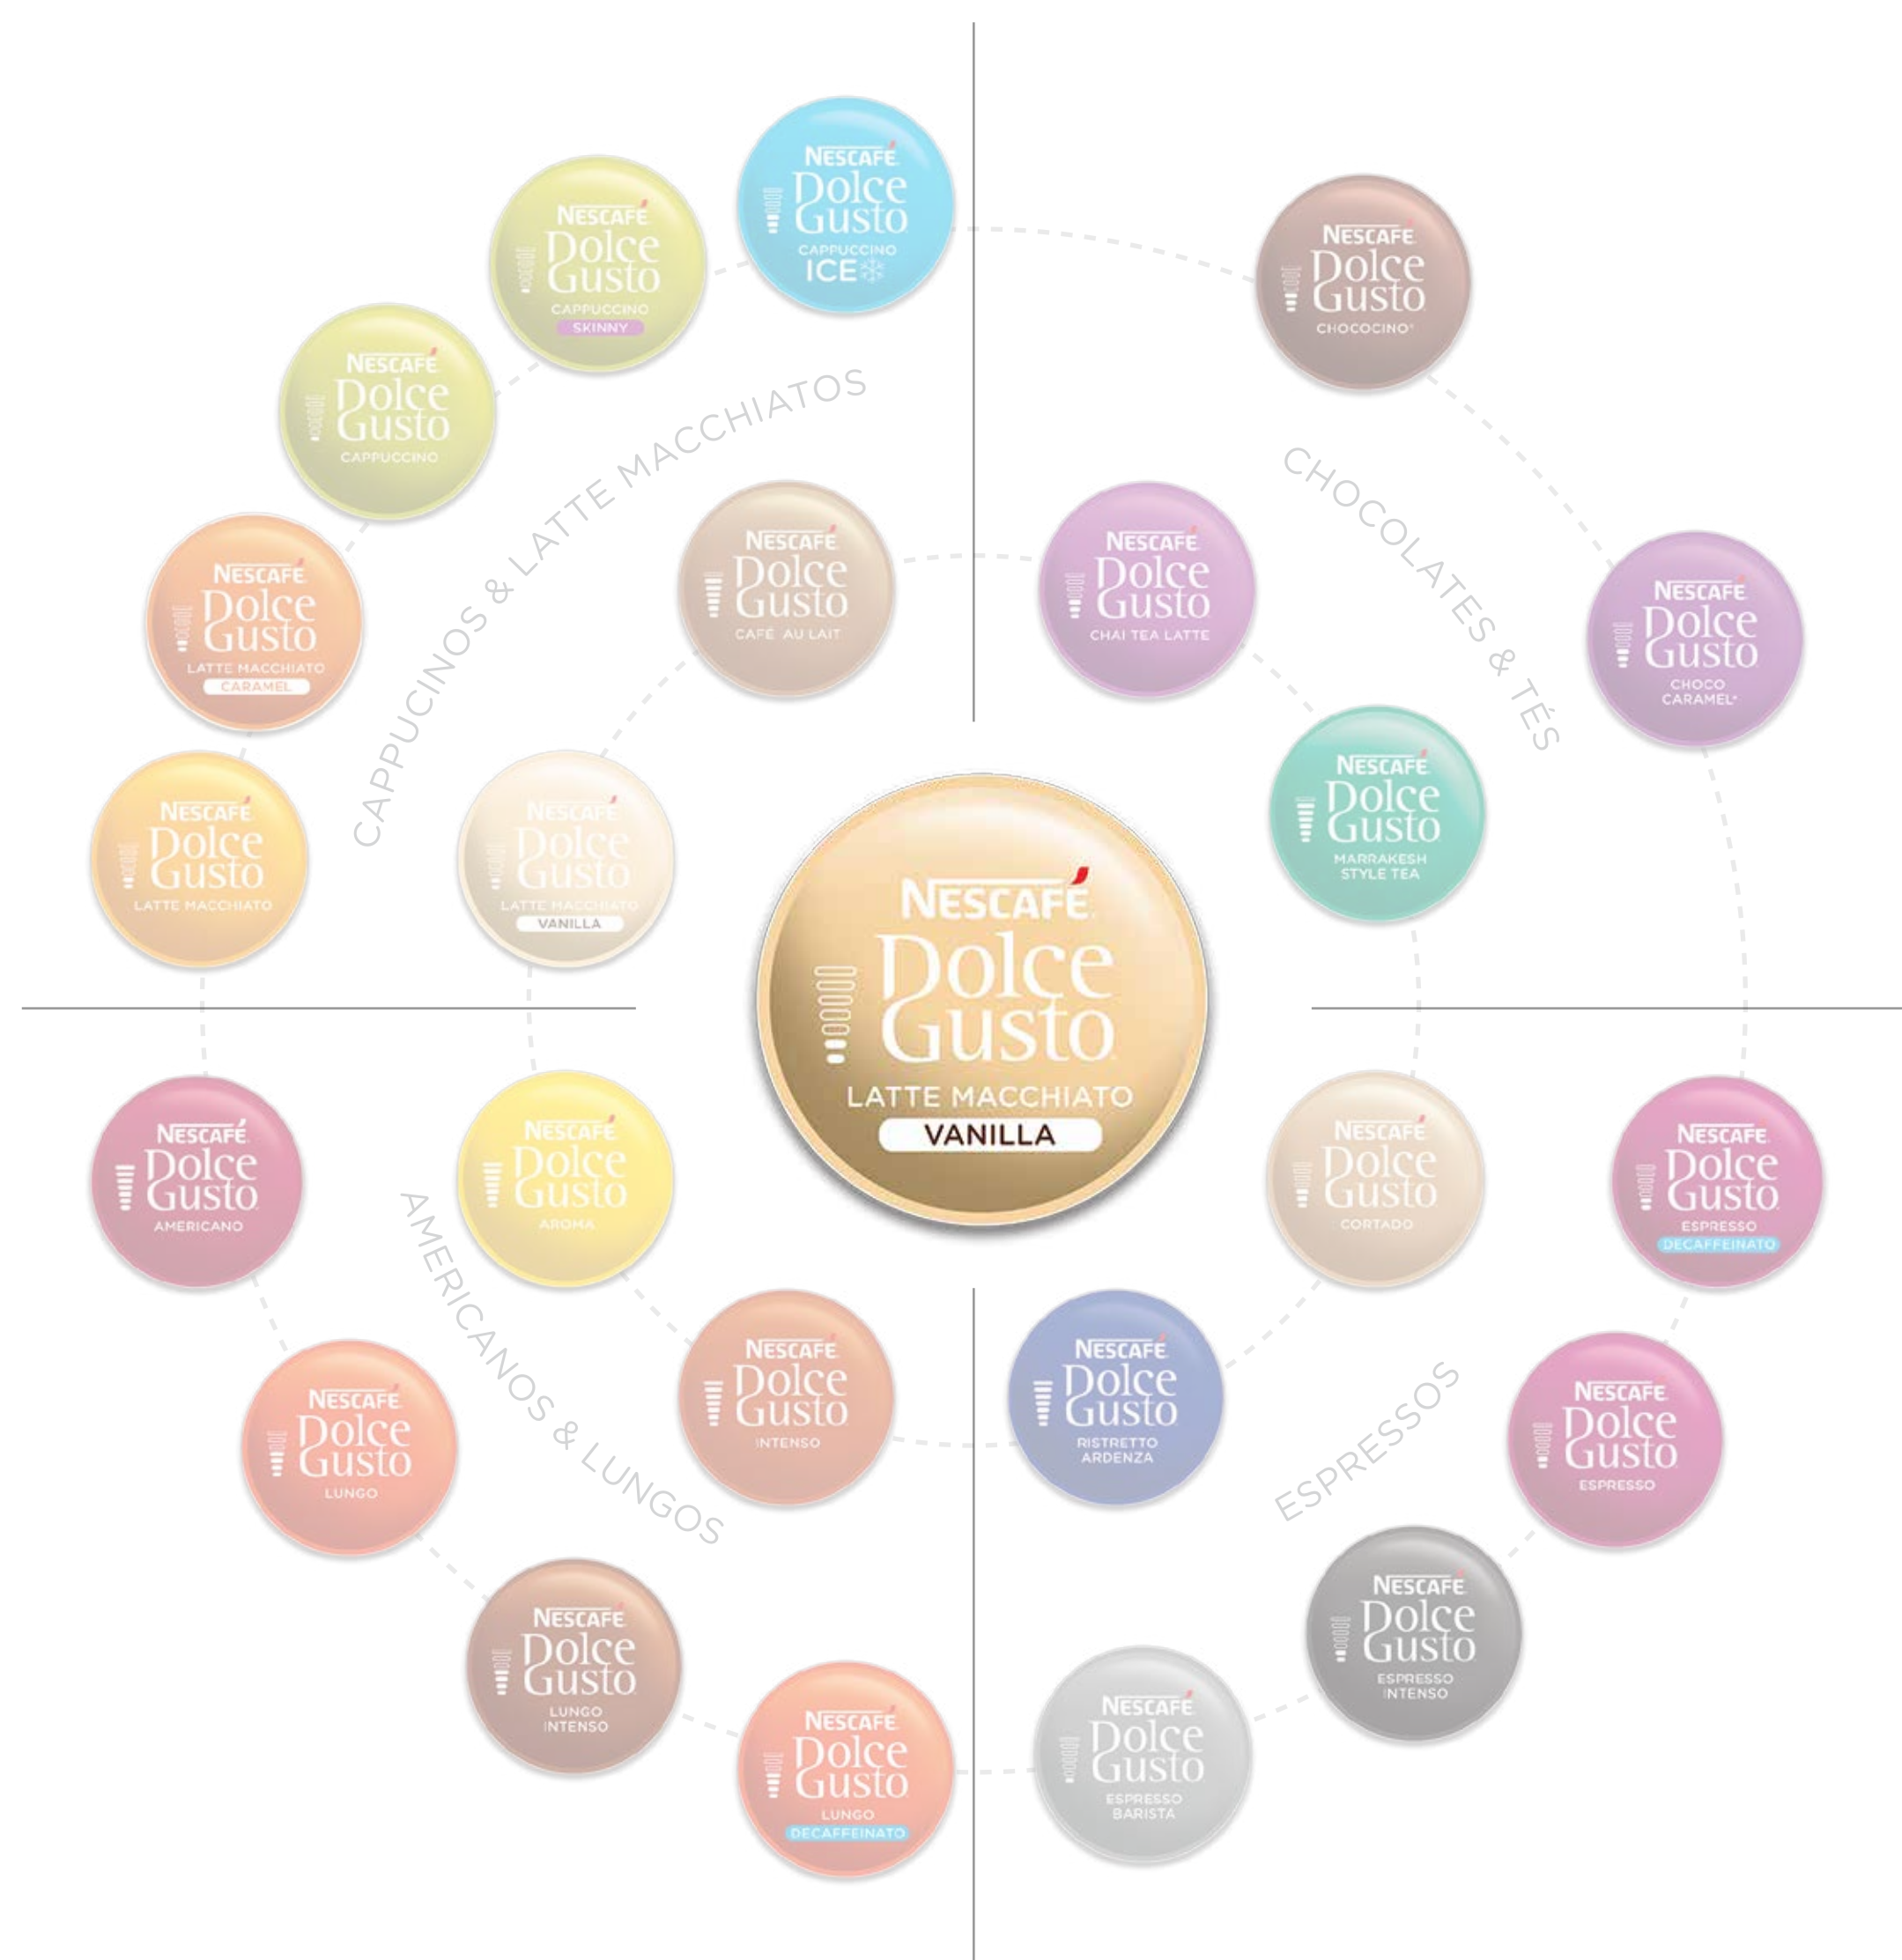 NESCAFÉ
Dolce
Gusto
CAPPUCCINO
ICE
NESCAFÉ
Dolce
Gusto
CAPPUCCINO
SKINNY
NESCAFÉ
Dolce
Gusto
CAPPUCCINO
NESCAFÉ
Dolce
Gusto
LATTE MACCHIATO
CARAMEL
NESCAFÉ
Dolce
Gusto
LATTE MACCHIATO
CAPPUCINOS & LATTE MACCHIATOS
NESCAFÉ
Dolce
Gusto
CAFÉ AU LAIT
NESCAFÉ
Dolce
Gusto
LATTE MACCHIATO
VANILLA
NESCAFÉ
Dolce
Gusto
CHOCOCINO*
NESCAFÉ
Dolce
Gusto
CHOCO
CARAMEL*
CHOCOLATES & TÉS
NESCAFÉ
Dolce
Gusto
CHAI TEA LATTE
NESCAFÉ
Dolce
Gusto
MARRAKESH
STYLE TEA
NESCAFÉ
Dolce
Gusto
LATTE MACCHIATO
VANILLA
NESCAFÉ
Dolce
Gusto
AMERICANO
NESCAFÉ
Dolce
Gusto
AROMA
AMERICANOS & LUNGOS
NESCAFÉ
Dolce
Gusto
INTENSO
NESCAFÉ
Dolce
Gusto
LUNGO
NESCAFÉ
Dolce
Gusto
LUNGO
INTENSO
NESCAFÉ
Dolce
Gusto
LUNGO
DECAFFEINATO
NESCAFÉ
Dolce
Gusto
CORTADO
NESCAFÉ
Dolce
Gusto
ESPRESSO
DECAFFEINATO
NESCAFÉ
Dolce
Gusto
RISTRETTO
ARDENZA
ESPRESSOS
NESCAFÉ
Dolce
Gusto
ESPRESSO
NESCAFÉ
Dolce
Gusto
ESPRESSO
INTENSO
NESCAFÉ
Dolce
Gusto
ESPRESSO
BARISTA